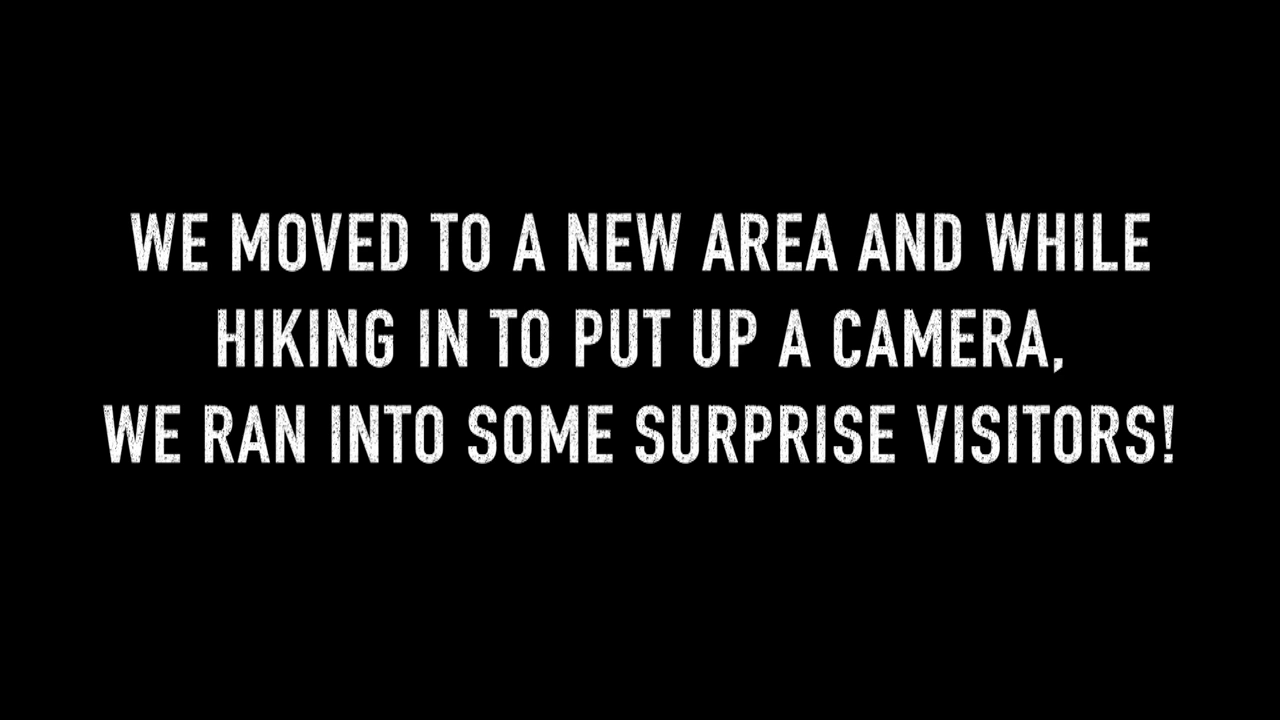 WE MOVED TO A NEW AREA AND WHILE
HIKING IN TO PUT UP A CAMERA,
WE RAN INTO SOME SURPRISE VISITORS!